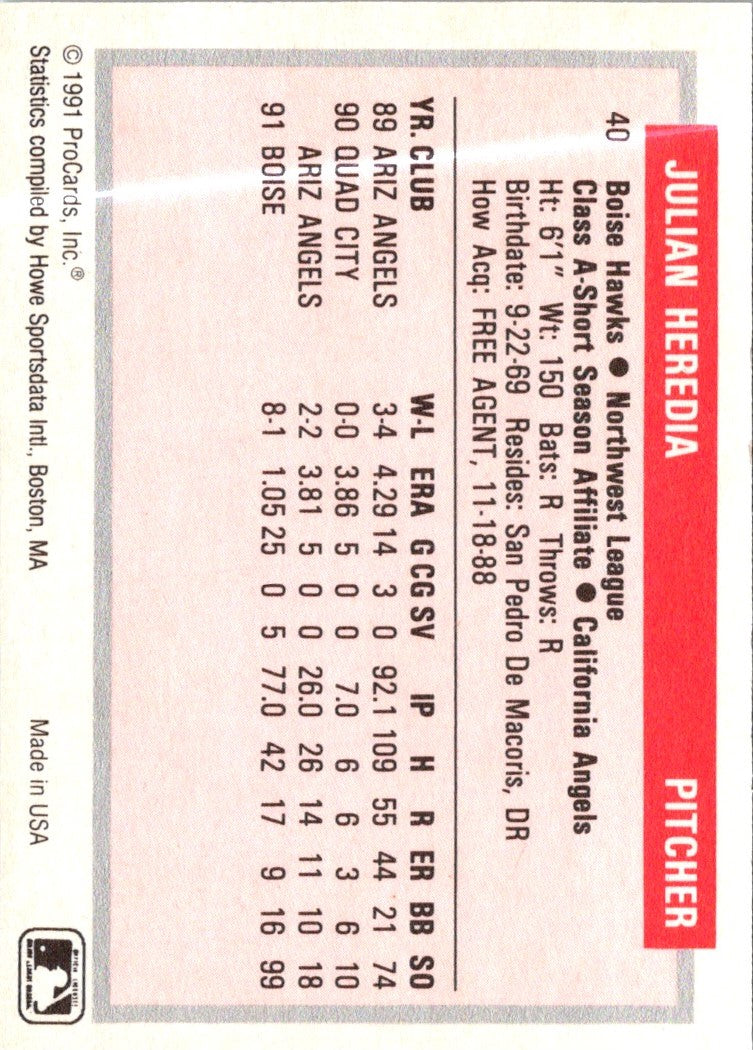 JULIAN HEREDIA PITCHER
40 Boise Hawks ● Northwest League
Class A-Short Season Affiliate ● California Angels
Ht: 6'1" Wt: 150 Bats: R Throws: R
Birthdate: 9-22-69 Resides: San Pedro De Macoris, DR
How Acq: FREE AGENT, 11-18-88
YR. CLUB W-L ERA G CG SV IP H R ER BB SO
89 ARIZ ANGELS 3-4 4.29 14 3 0 92.1 109 55 44 21 74
90 QUAD CITY 0-0 3.86 5 0 0 7.0 6 6 3 6 10
ARIZ ANGELS 2-2 3.81 5 0 0 26.0 26 14 11 10 18
91 BOISE 8-1 1.05 25 0 5 77.0 42 17 9 16 99
© 1991 ProCards, Inc.®
Statistics compiled by Howe Sportsdata Intl., Boston, MA Made in USA